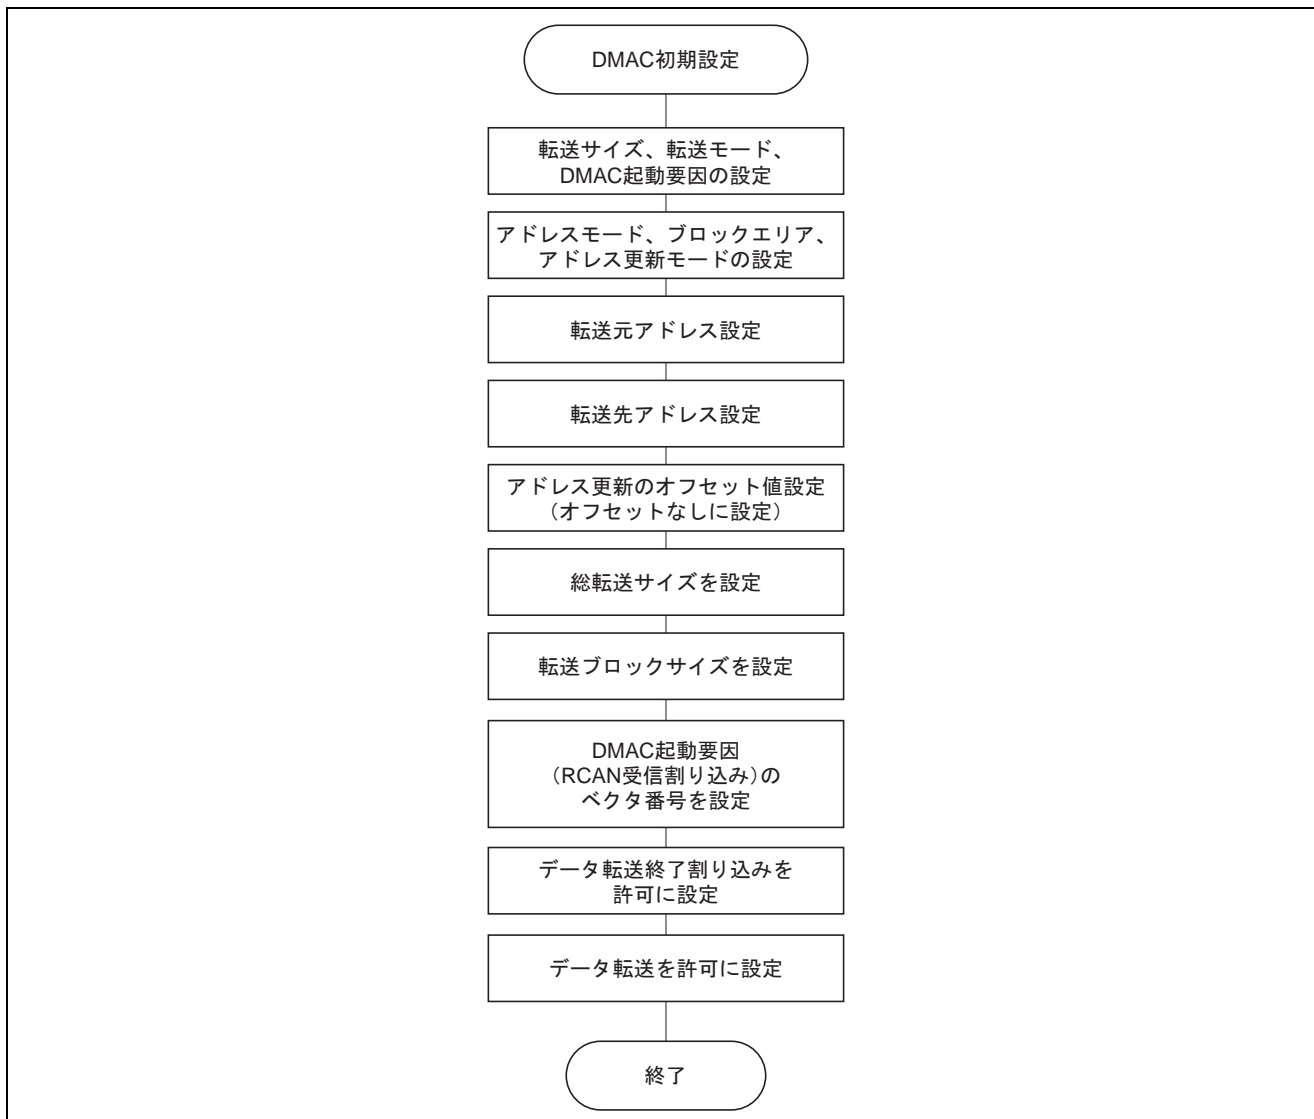 DMAC初期設定
転送サイズ、転送モード、
DMAC起動要因の設定
アドレスモード、ブロックエリア、
アドレス更新モードの設定
転送元アドレス設定
転送先アドレス設定
アドレス更新のオフセット値設定
（オフセットなしに設定）
総転送サイズを設定
転送ブロックサイズを設定
DMAC起動要因
（RCAN受信割り込み）の
ベクタ番号を設定
データ転送終了割り込みを
許可に設定
データ転送を許可に設定
終了